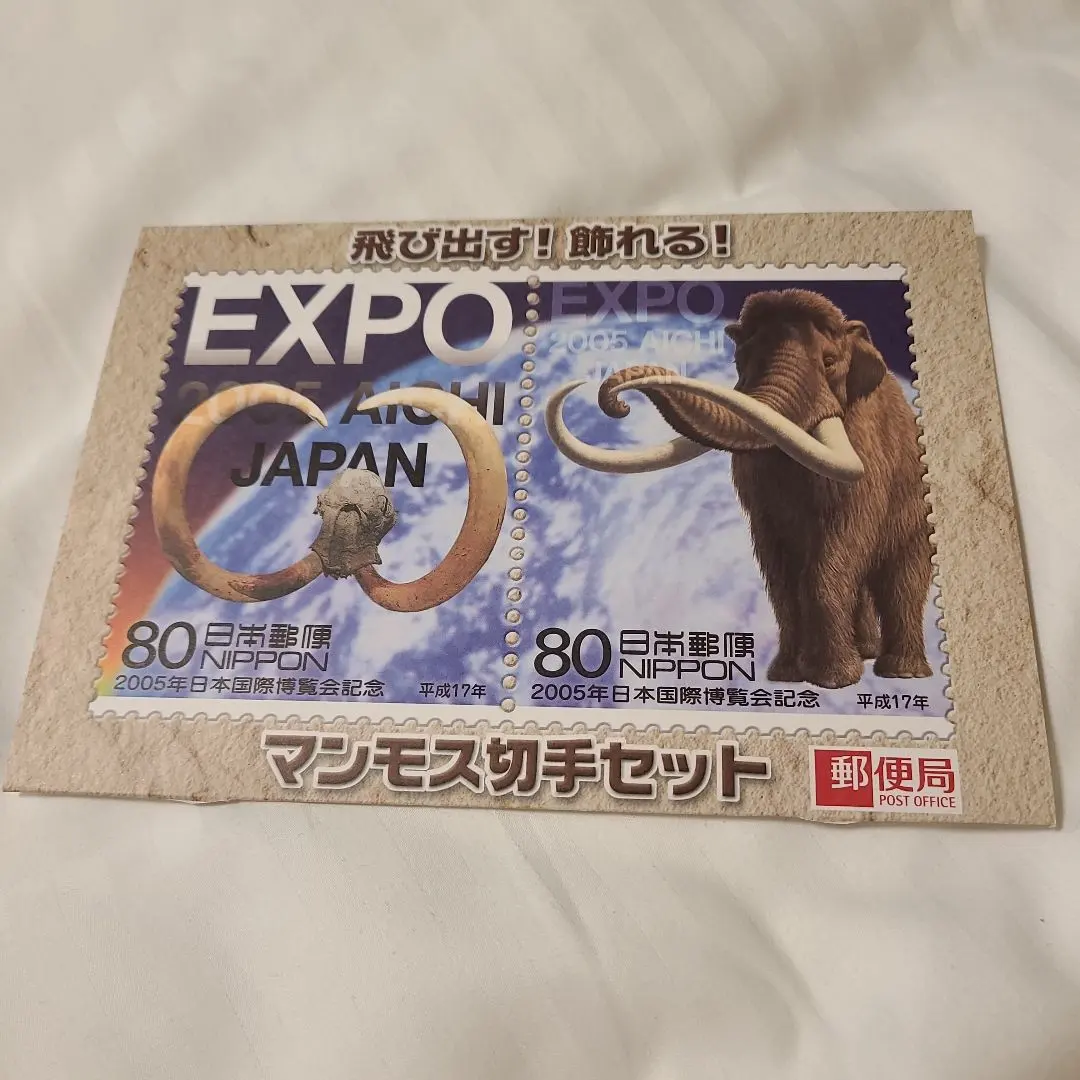 飛び出す！飾れる！
EXPO
2005 AICHI
JAPAN
80 日本郵便
NIPPON
2005年日本国際博覧会記念 平成17年
EXPO
2005 AICHI
JAPAN
80 日本郵便
NIPPON
2005年日本国際博覧会記念 平成17年
マンモス切手セット
郵便局
POST OFFICE